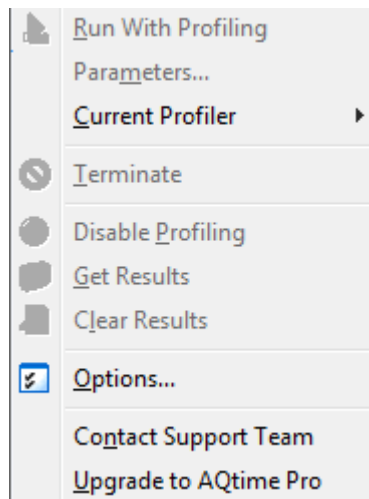 Run With Profiling
Parameters...
Current Profiler
Terminate
Disable Profiling
Get Results
Clear Results
Options...
Contact Support Team
Upgrade to AQtime Pro